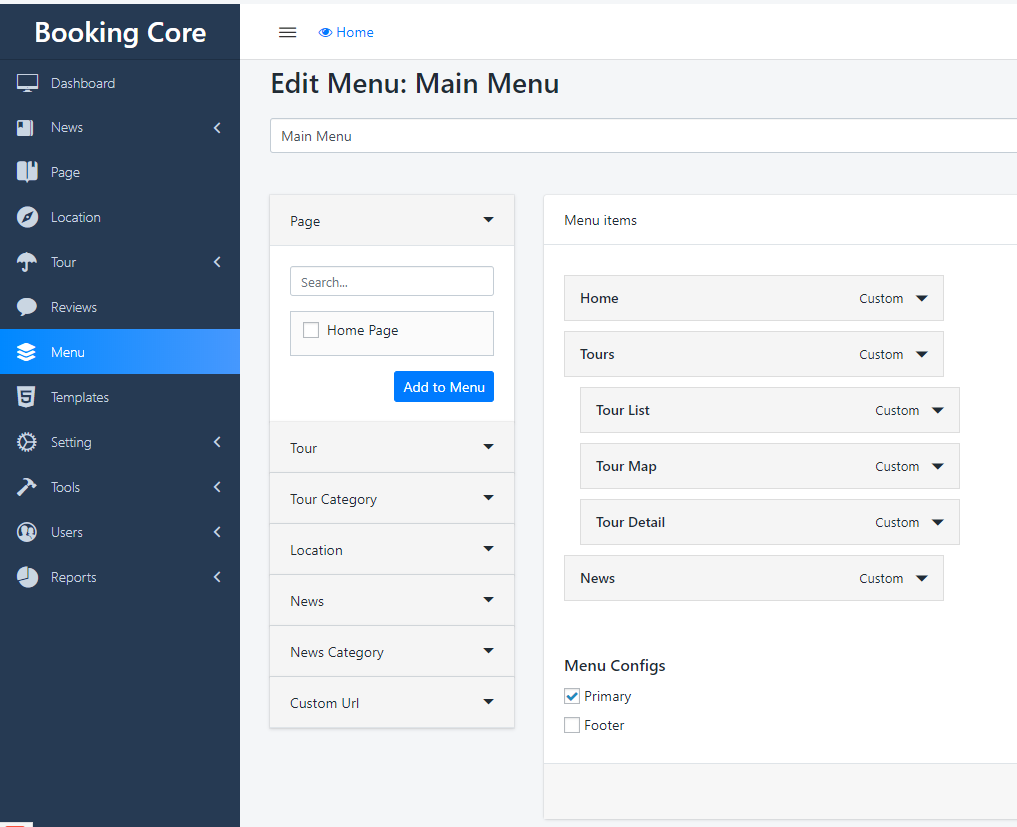 Booking Core
Home
Dashboard
News
Page
Location
Tour
Reviews
Menu
Templates
Setting
Tools
Users
Reports
Edit Menu: Main Menu
Main Menu
Page
Search...
Home Page
Add to Menu
Tour
Tour Category
Location
News
News Category
Custom Url
Menu items
Home Custom
Tours Custom
Tour List Custom
Tour Map Custom
Tour Detail Custom
News Custom
Menu Configs
Primary
Footer